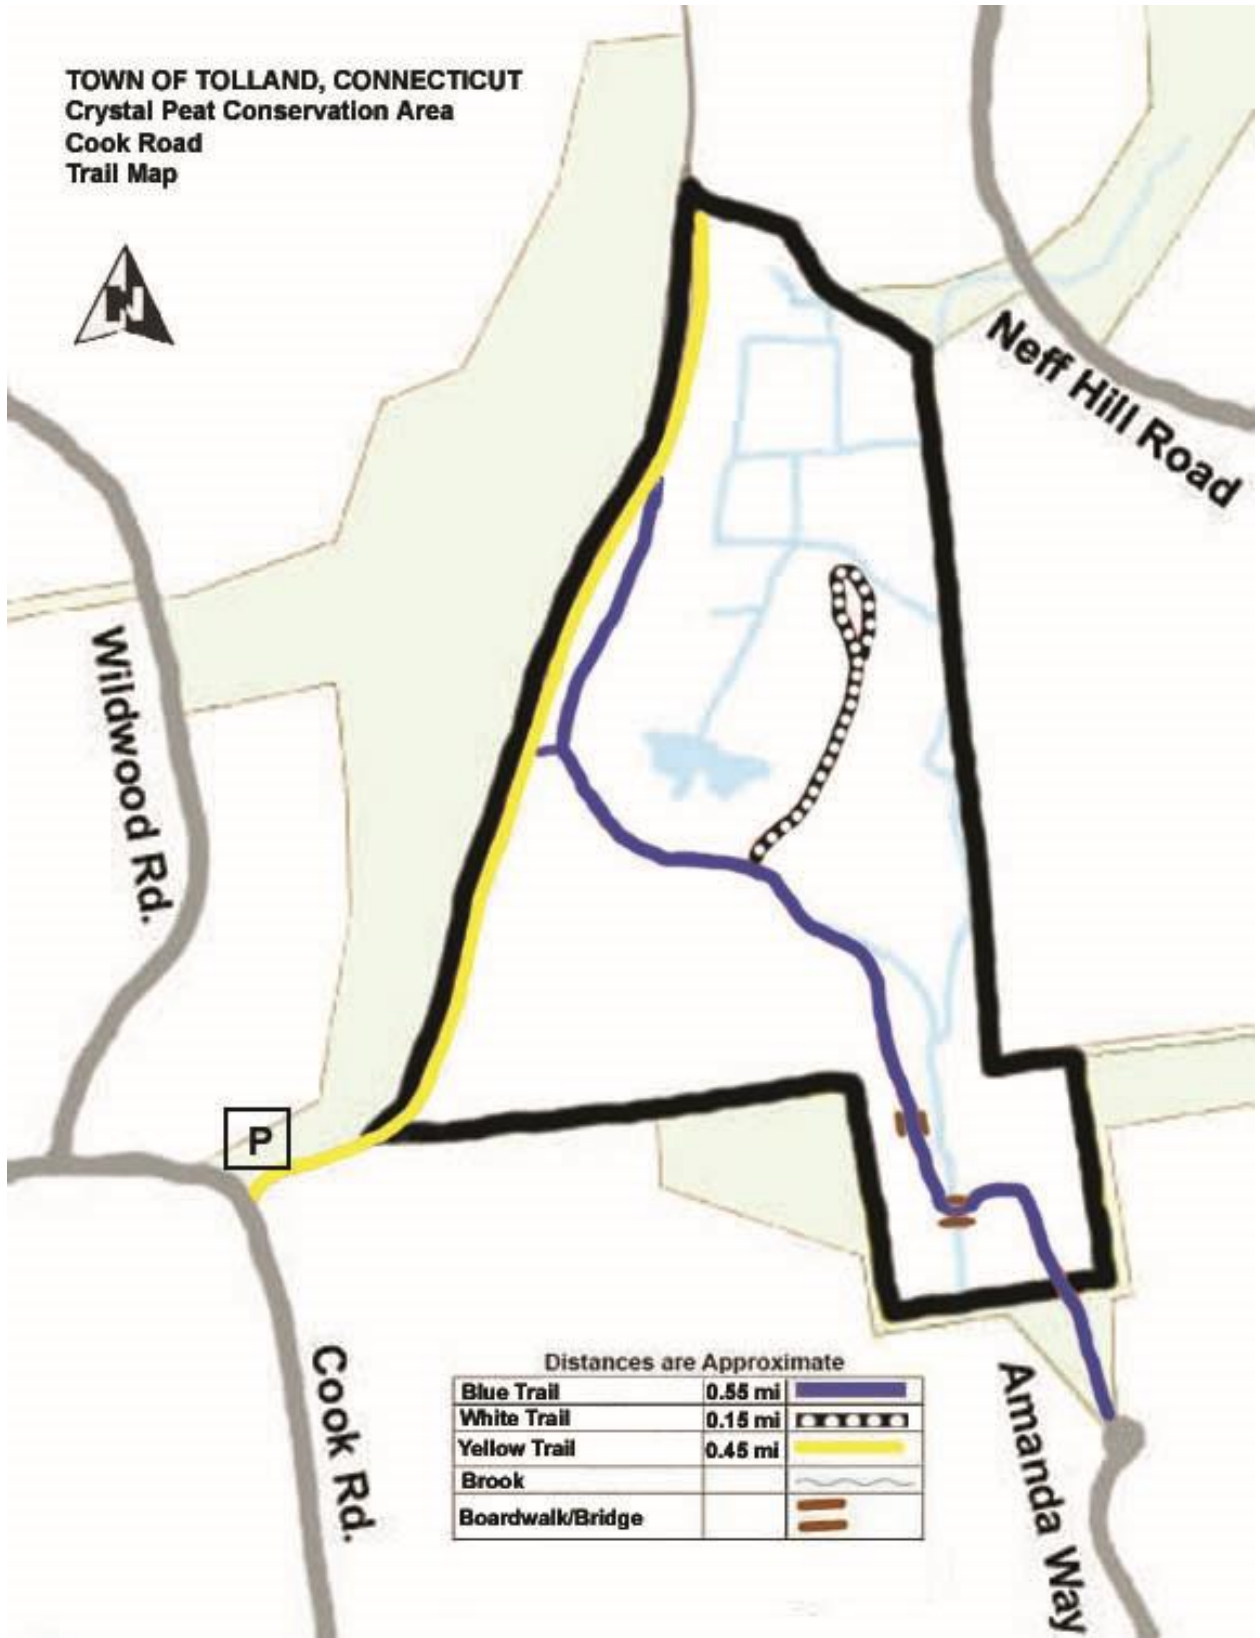 TOWN OF TOLLAND, CONNECTICUT
Crystal Peat Conservation Area
Cook Road
Trail Map
N
Neff Hill Road
Wildwood Rd.
P
Cook Rd.
Amanda Way
Distances are Approximate
Blue Trail 0.55 mi
White Trail 0.15 mi
Yellow Trail 0.45 mi
Brook
Boardwalk/Bridge